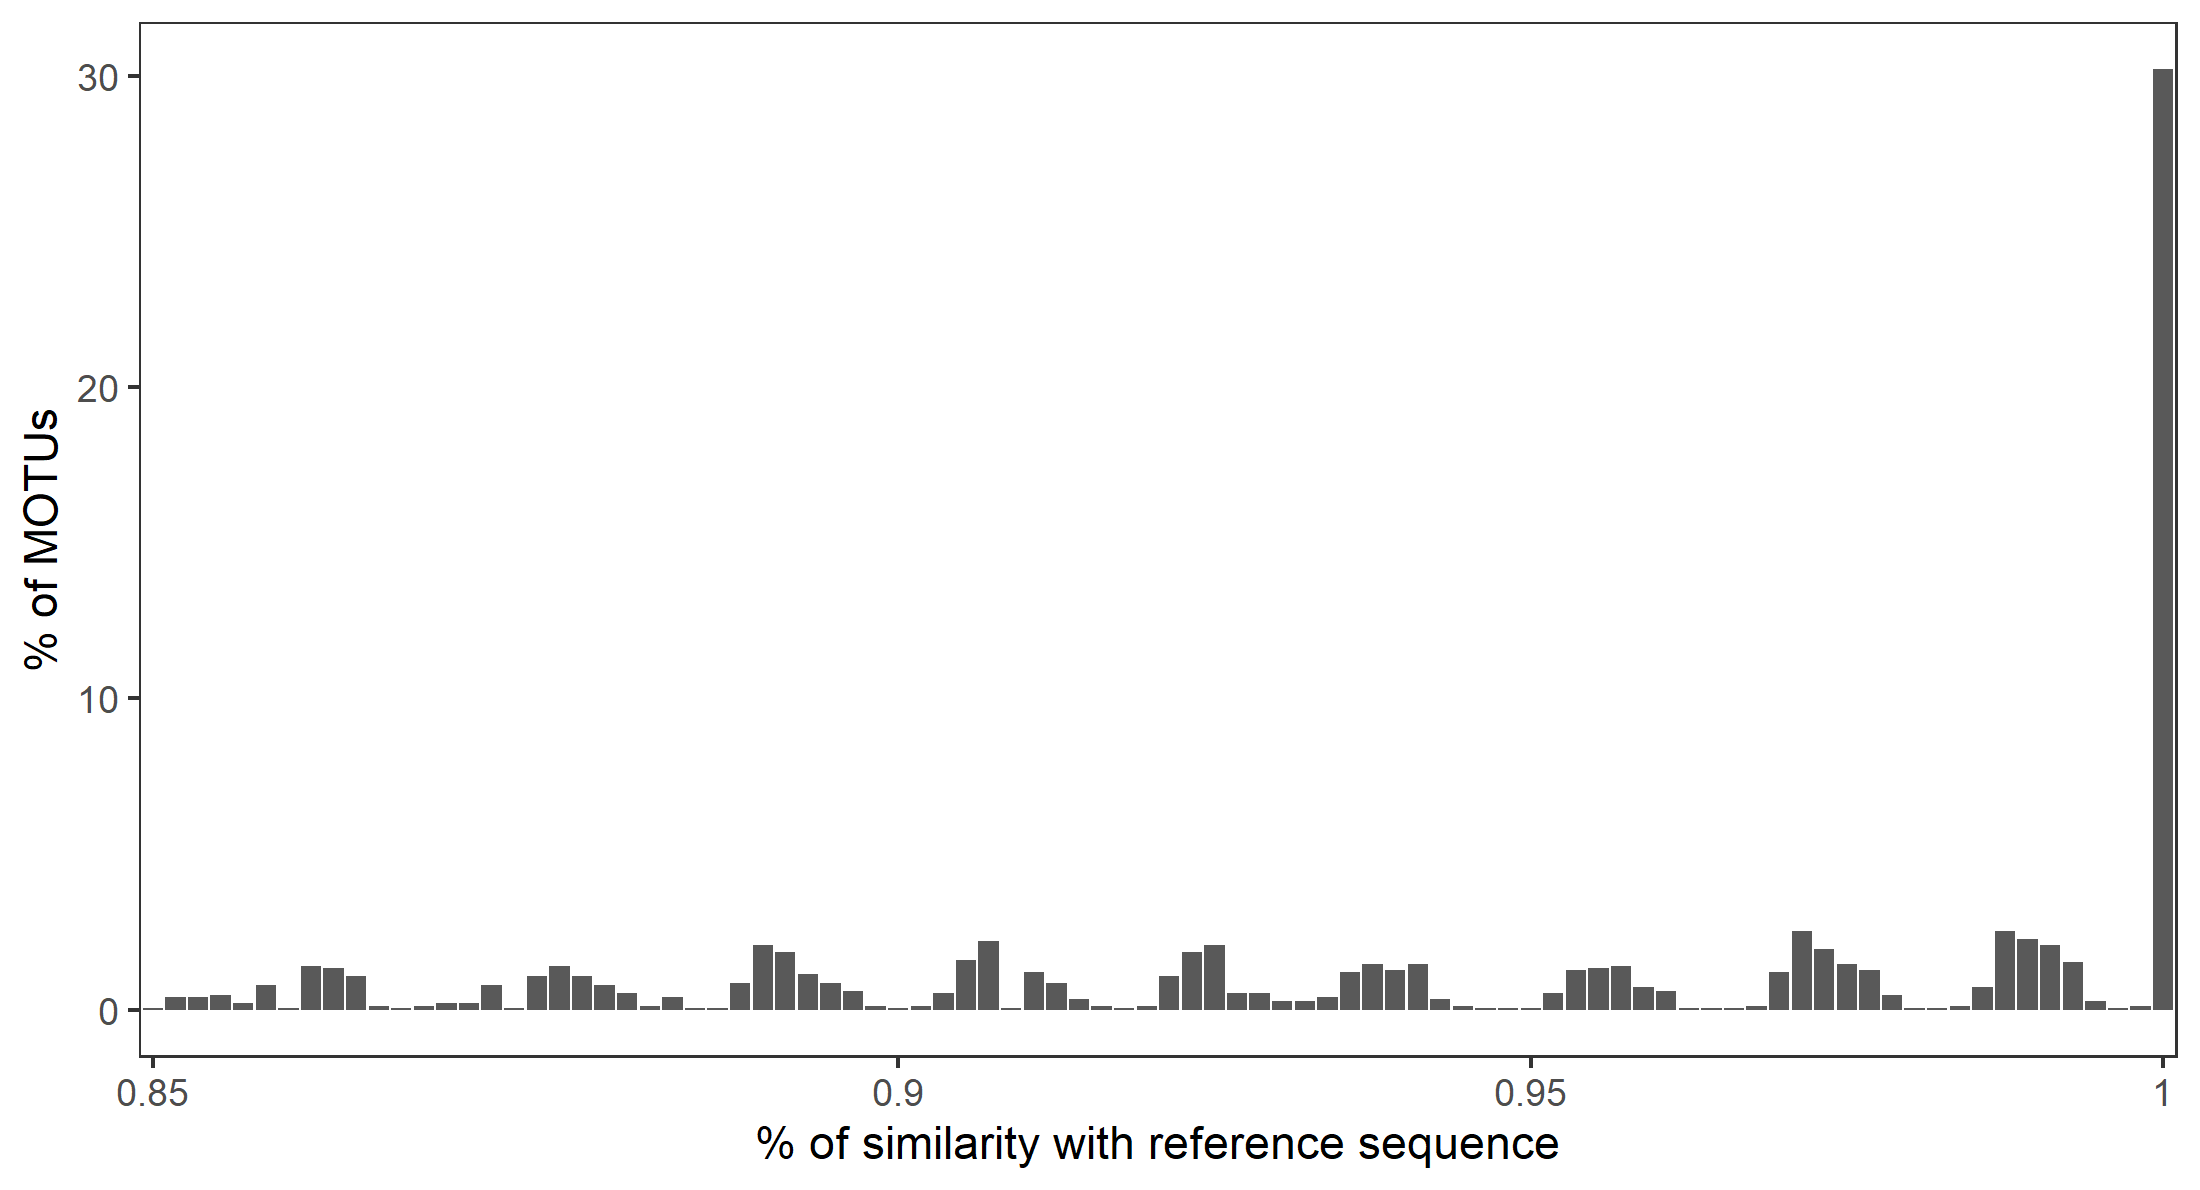 % of MOTUs
30
20
10
0
0.85 0.9 0.95 1
% of similarity with reference sequence